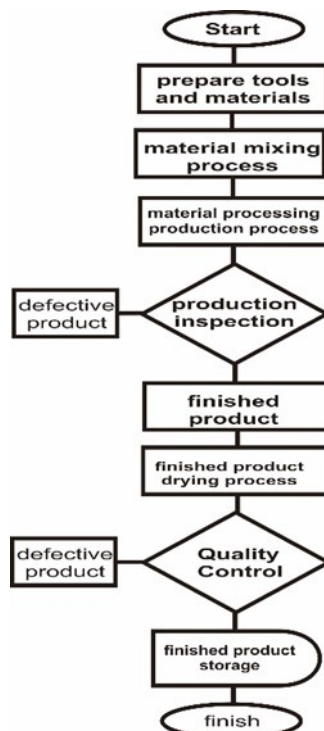 Start
prepare tools
and materials
material mixing
process
material processing
production process
defective
product
production
inspection
finished
product
finished product
drying process
defective
product
Quality
Control
finished product
storage
finish